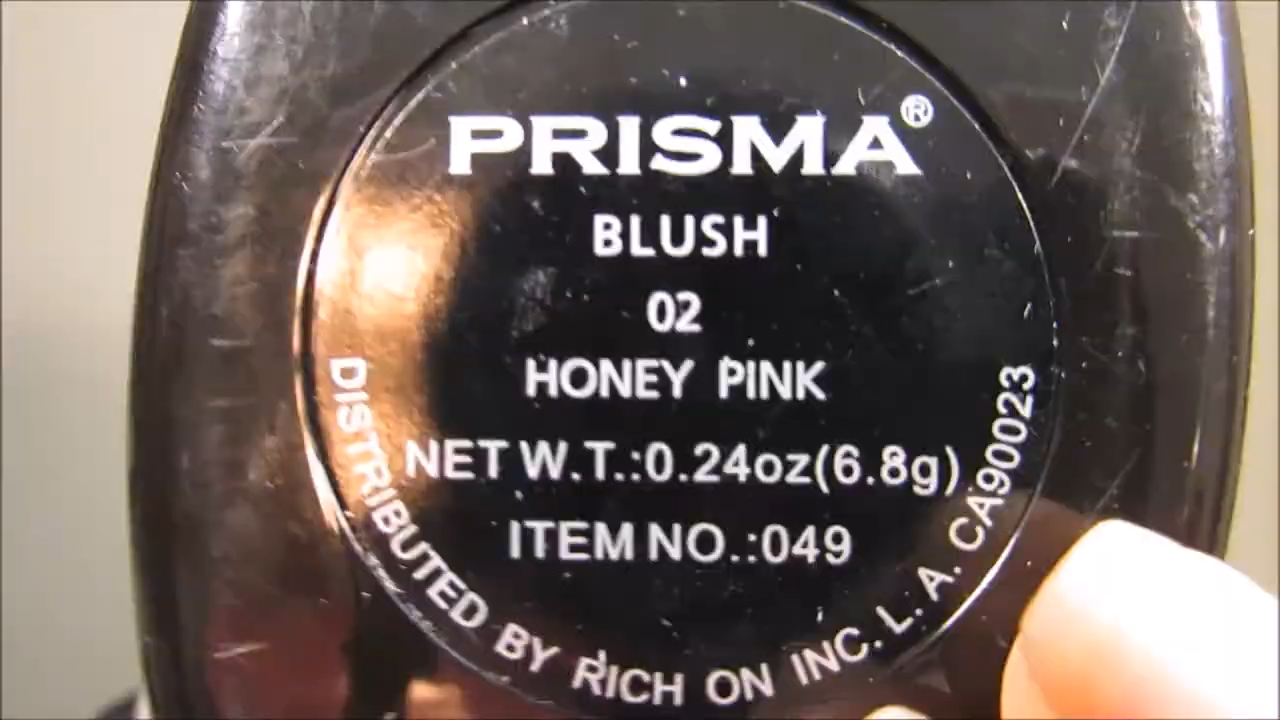 PRISMA®
BLUSH
02
HONEY PINK
NET W.T.:0.24oz(6.8g)
ITEM NO.:049
DISTRIBUTED BY RICH ON INC. L. A. CA90023